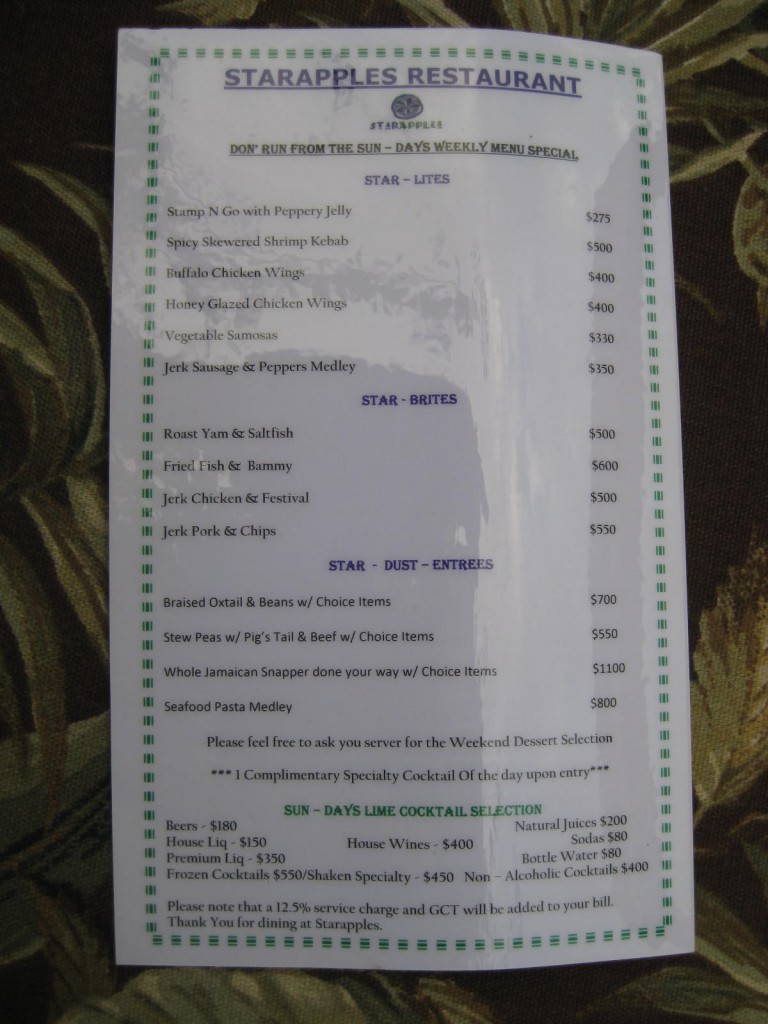 STARAPPLES RESTAURANT
STARAPPLES
DON' RUN FROM THE SUN – DAYS WEEKLY MENU SPECIAL
STAR – LITES
Stamp N Go with Peppery Jelly $275
Spicy Skewered Shrimp Kebab $500
Buffalo Chicken Wings $400
Honey Glazed Chicken Wings $400
Vegetable Samosas $330
Jerk Sausage & Peppers Medley $350
STAR - BRITES
Roast Yam & Saltfish $500
Fried Fish & Bammy $600
Jerk Chicken & Festival $500
Jerk Pork & Chips $550
STAR - DUST – ENTREES
Braised Oxtail & Beans w/ Choice Items $700
Stew Peas w/ Pig's Tail & Beef w/ Choice Items $550
Whole Jamaican Snapper done your way w/ Choice Items $1100
Seafood Pasta Medley $800
Please feel free to ask you server for the Weekend Dessert Selection
*** 1 Complimentary Specialty Cocktail Of the day upon entry***
SUN – DAYS LIME COCKTAIL SELECTION
Beers - $180 Natural Juices $200
House Liq - $150 House Wines - $400 Sodas $80
Premium Liq - $350 Bottle Water $80
Frozen Cocktails $550/Shaken Specialty - $450 Non – Alcoholic Cocktails $400
Please note that a 12.5% service charge and GCT will be added to your bill.
Thank You for dining at Starapples.